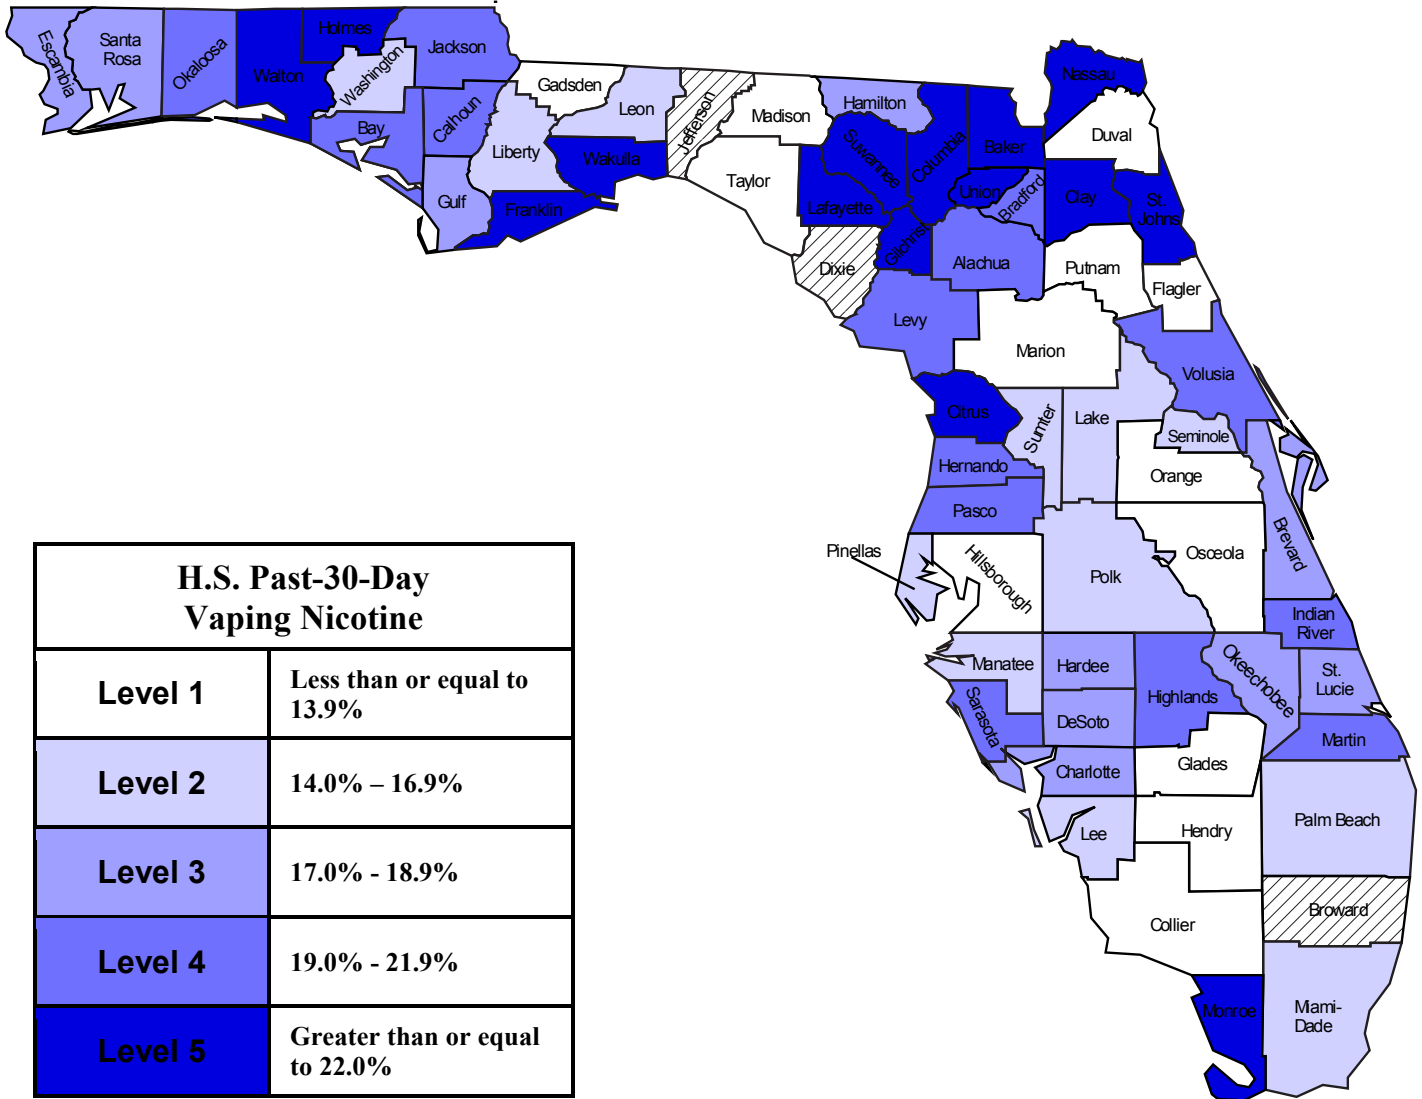 Holmes
Escambia
Santa
Rosa
Okaloosa
Walton
Washington
Jackson
Gadsden
Leon
Jefferson
Madison
Hamilton
Nassau
Duval
Calhoun
Bay
Liberty
Wakulla
Gulf
Franklin
Taylor
Suwannee
Columbia
Baker
Union
Bradford
Clay
St.
Johns
Lafayette
Gilchrist
Dixie
Alachua
Putnam
Flagler
Levy
Marion
Volusia
Citrus
Sumter
Lake
Seminole
Hernando
Orange
Pasco
Brevard
Pinellas
Hillsborough
Polk
Osceola
Indian
River
Manatee
Hardee
Highlands
Okeechobee
St.
Lucie
Sarasota
DeSoto
Martin
Charlotte
Glades
Lee
Hendry
Palm Beach
Collier
Broward
Monroe
Miami-
Dade
H.S. Past-30-Day
Vaping Nicotine
Level 1
Less than or equal to
13.9%
Level 2
14.0% – 16.9%
Level 3
17.0% - 18.9%
Level 4
19.0% - 21.9%
Level 5
Greater than or equal
to 22.0%